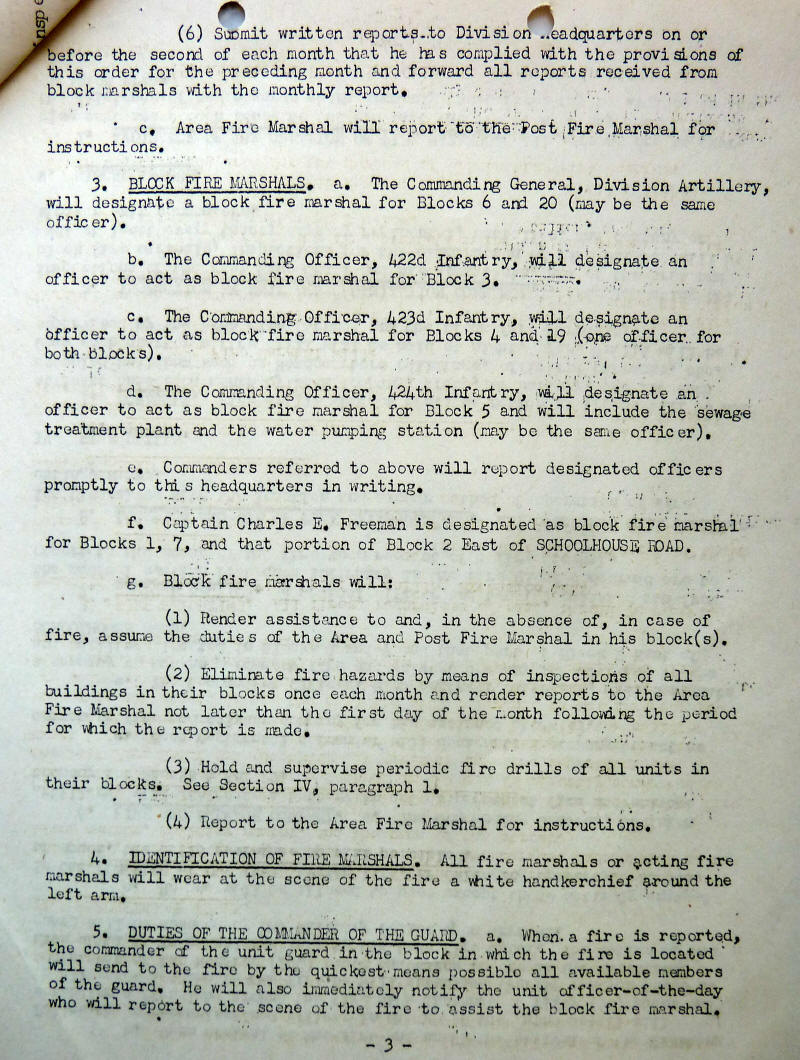 (6) Submit written reports to Division Headquarters on or
before the second of each month that he has complied with the provisions of
this order for the preceding month and forward all reports received from
block marshals with the monthly report.
c. Area Fire Marshal will report to the Post Fire Marshal for
instructions.
3. BLOCK FIRE MARSHALS. a. The Commanding General, Division Artillery,
will designate a block fire marshal for Blocks 6 and 20 (may be the same
officer).
b. The Commanding Officer, 422d Infantry, will designate an
officer to act as block fire marshal for Block 3.
c. The Commanding Officer, 423d Infantry, will designate an
officer to act as block fire marshal for Blocks 4 and 19 (one officer for
both blocks).
d. The Commanding Officer, 424th Infantry, will designate an
officer to act as block fire marshal for Block 5 and will include the sewage
treatment plant and the water pumping station (may be the same officer).
e. Commanders referred to above will report designated officers
promptly to this headquarters in writing.
f. Captain Charles E. Freeman is designated as block fire marshal
for Blocks 1, 7, and that portion of Block 2 East of SCHOOLHOUSE ROAD.
g. Block fire marshals will:
(1) Render assistance to and, in the absence of, in case of
fire, assume the duties of the Area and Post Fire Marshal in his block(s).
(2) Eliminate fire hazards by means of inspections of all
buildings in their blocks once each month and render reports to the Area
Fire Marshal not later than the first day of the month following the period
for which the report is made.
(3) Hold and supervise periodic fire drills of all units in
their blocks. See Section IV, paragraph 1.
(4) Report to the Area Fire Marshal for instructions.
4. IDENTIFICATION OF FIRE MARSHALS. All fire marshals or acting fire
marshals will wear at the scene of the fire a white handkerchief around the
left arm.
5. DUTIES OF THE COMMANDER OF THE GUARD. a. When a fire is reported,
the commander of the unit guard in the block in which the fire is located
will send to the fire by the quickest means possible all available members
of the guard. He will also immediately notify the unit officer-of-the-day
who will report to the scene of the fire to assist the block fire marshal.
- 3 -